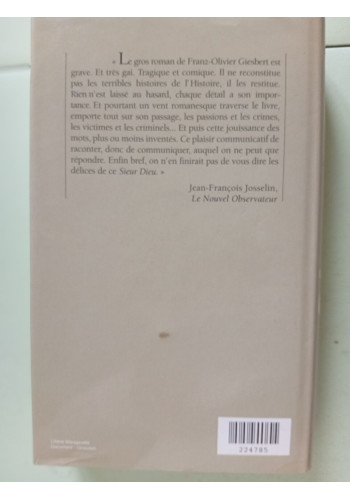 « Le gros roman de Franz-Olivier Giesbert est
grave. Et très gai. Tragique et comique. Il ne reconstitue
pas les terribles histoires de l'Histoire, il les restitue.
Rien n'est laissé au hasard, chaque détail a son impor-
tance. Et pourtant un vent romanesque traverse le livre,
emporte tout sur son passage, les passions et les crimes,
les victimes et les criminels... Et puis cette jouissance des
mots, plus ou moins inventés. Ce plaisir communicatif de
raconter, donc de communiquer, auquel on ne peut que
répondre. Enfin bref, on n'en finirait pas de vous dire les
délices de ce Sieur Dieu. »
Jean-François Josselin,
Le Nouvel Observateur
224785